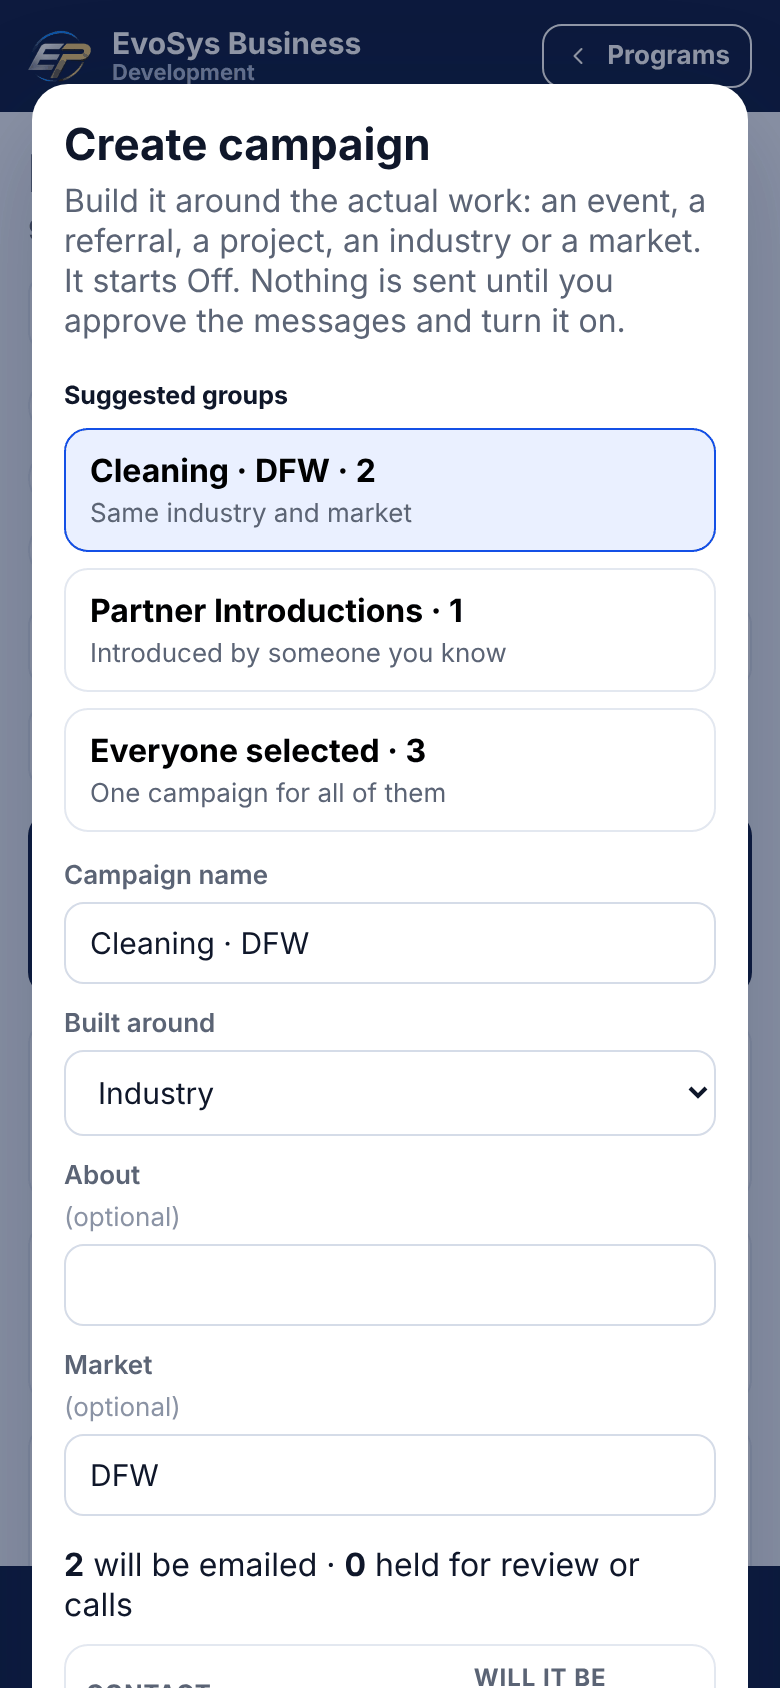 EP
EvoSys Business
Development
Programs
Create campaign
Build it around the actual work: an event, a
referral, a project, an industry or a market.
It starts Off. Nothing is sent until you
approve the messages and turn it on.
Suggested groups
Cleaning · DFW · 2
Same industry and market
Partner Introductions · 1
Introduced by someone you know
Everyone selected · 3
One campaign for all of them
Campaign name
Cleaning · DFW
Built around
Industry
About
(optional)
Market
(optional)
DFW
2 will be emailed · 0 held for review or
calls
WILL IT BE
CONTACT